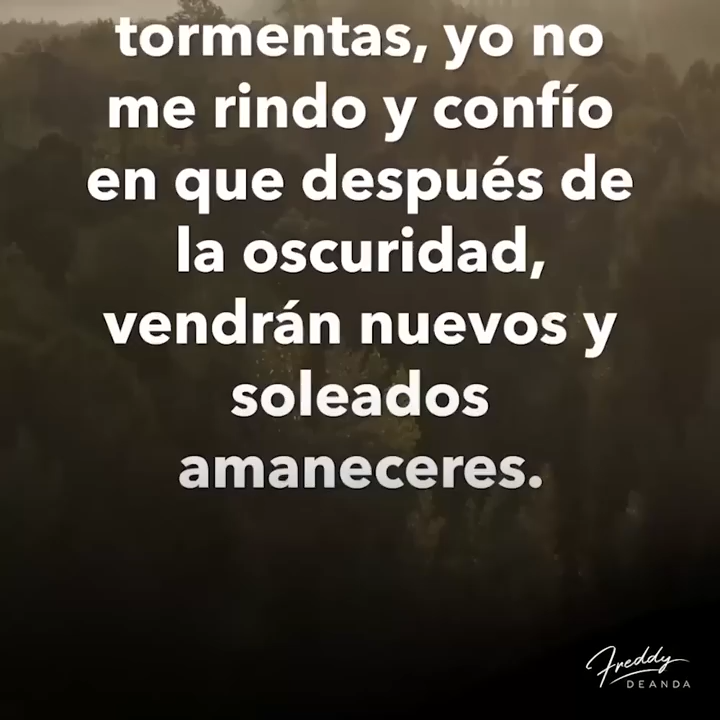 tormentas, yo no
me rindo y confío
en que después de
la oscuridad,
vendrán nuevos y
soleados
amaneceres.
Freddy
DEANDA